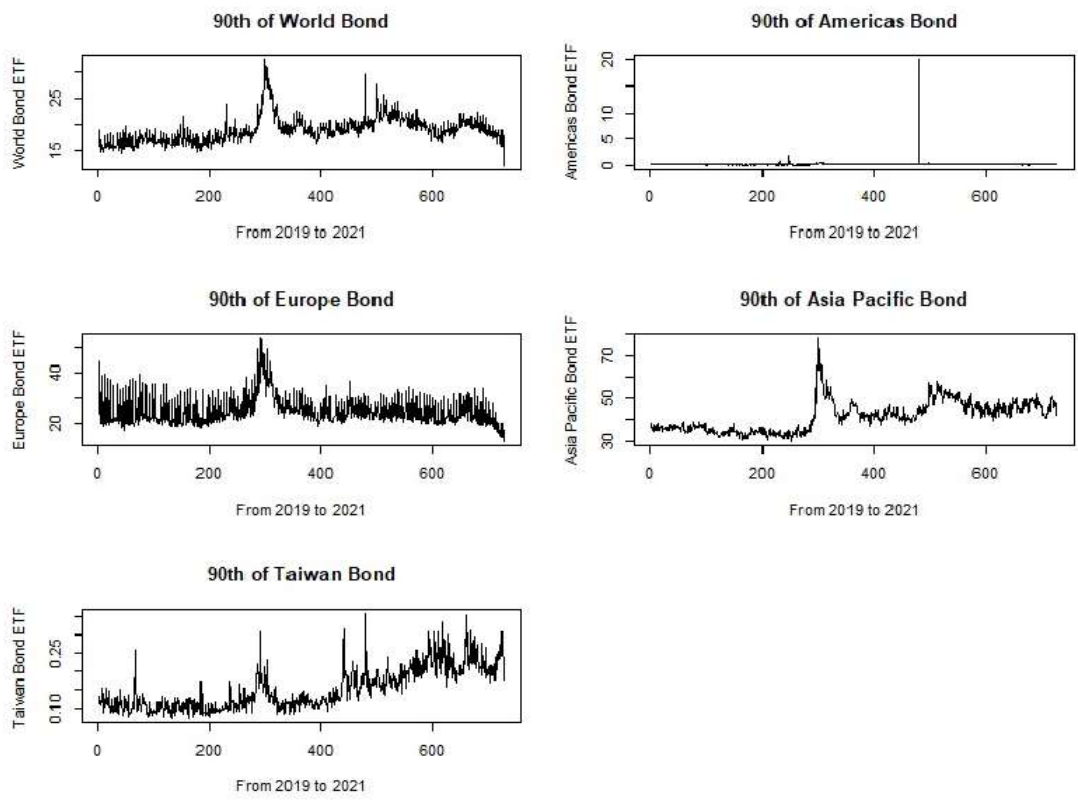 90th of World Bond
World Bond ETF
25
15
0 200 400 600
From 2019 to 2021
90th of Americas Bond
Americas Bond ETF
20
10
5
0
0 200 400 600
From 2019 to 2021
90th of Europe Bond
Europe Bond ETF
40
20
0 200 400 600
From 2019 to 2021
90th of Asia Pacific Bond
Asia Pacific Bond ETF
70
50
30
0 200 400 600
From 2019 to 2021
90th of Taiwan Bond
Taiwan Bond ETF
0.25
0.10
0 200 400 600
From 2019 to 2021